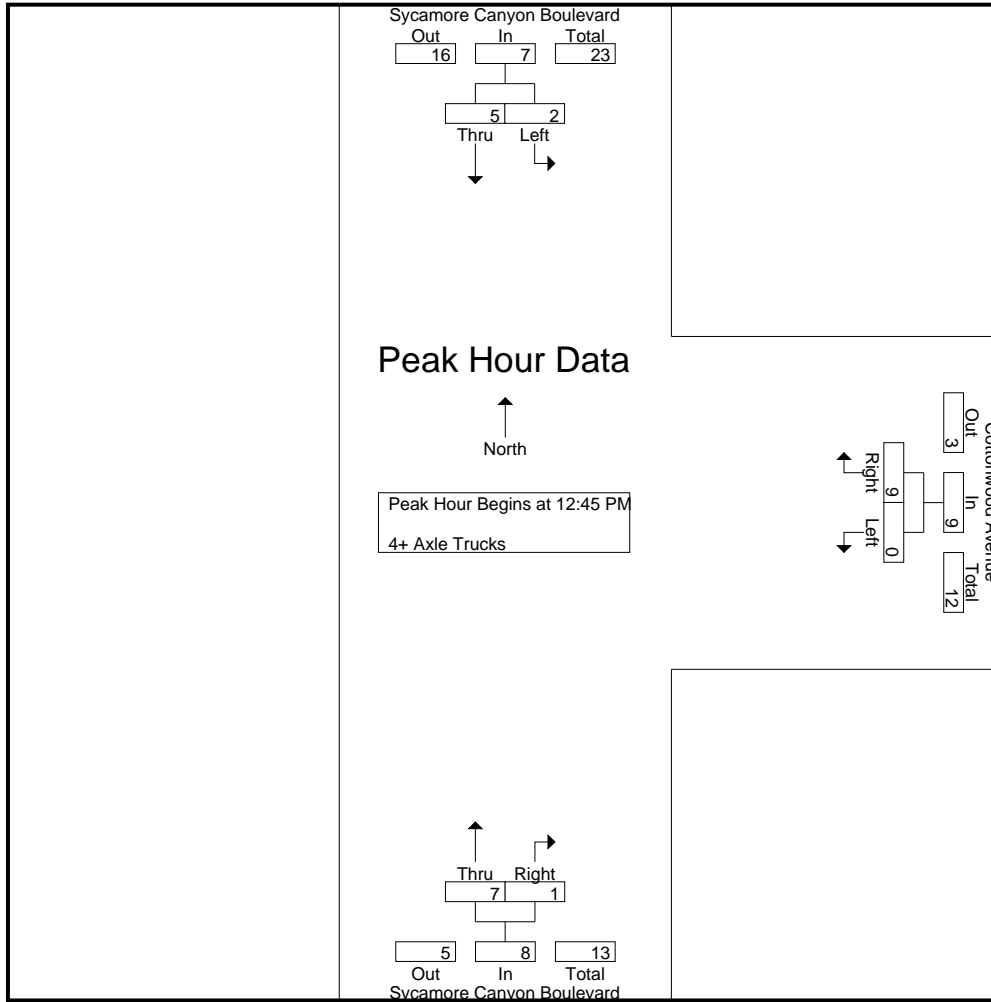 Sycamore Canyon Boulevard
Out In Total
16 7 23
5 2
Thru Left
Peak Hour Data
North
Peak Hour Begins at 12:45 PM
4+ Axle Trucks
Cottonwood Avenue
Out In Total
3 9 12
9 0
Right Left
Thru Right
7 1
5 8 13
Out In Total
Sycamore Canyon Boulevard